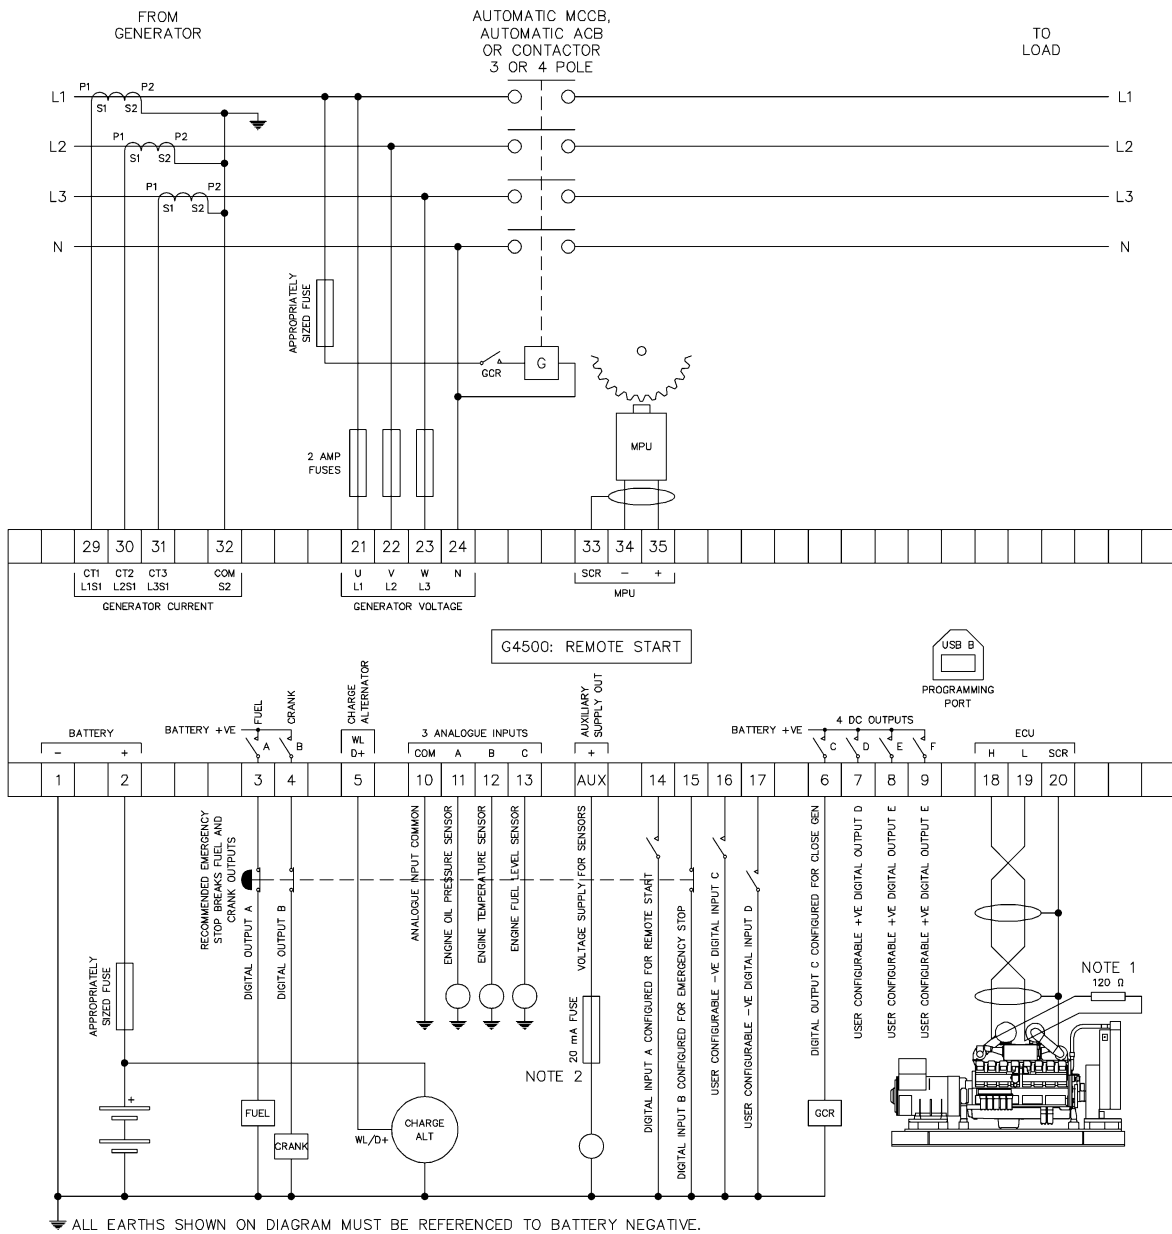 FROM
GENERATOR
AUTOMATIC MCCB,
AUTOMATIC ACB
OR CONTACTOR
3 OR 4 POLE
TO
LOAD
L1 P1 P2 L1
S1 S2
L2 P1 P2 L2
S1 S2
L3 P1 P2 L3
S1 S2
N N
APPROPRIATELY
SIZED FUSE
GCR
G
MPU
2 AMP
FUSES
29 30 31 32 21 22 23 24 33 34 35
CT1 CT2 CT3 COM U V W N SCR − +
L1S1 L2S1 L3S1 S2 L1 L2 L3
MPU
GENERATOR CURRENT GENERATOR VOLTAGE
G4500: REMOTE START
USB B
PROGRAMMING
PORT
BATTERY
− +
BATTERY +VE
FUEL
CRANK
A B
CHARGE
ALTERNATOR
WL
D+
3 ANALOGUE INPUTS
COM A B C
AUXILIARY
SUPPLY OUT
+
BATTERY +VE
4 DC OUTPUTS
C D E F
ECU
H L SCR
1 2 3 4 5 10 11 12 13 AUX 14 15 16 17 6 7 8 9 18 19 20
RECOMMENDED EMERGENCY
STOP BREAKS FUEL AND
CRANK OUTPUTS
DIGITAL OUTPUT A
DIGITAL OUTPUT B
ANALOGUE INPUT COMMON
ENGINE OIL PRESSURE SENSOR
ENGINE TEMPERATURE SENSOR
ENGINE FUEL LEVEL SENSOR
VOLTAGE SUPPLY FOR SENSORS
DIGITAL INPUT A CONFIGURED FOR REMOTE START
DIGITAL INPUT B CONFIGURED FOR EMERGENCY STOP
USER CONFIGURABLE −VE DIGITAL INPUT C
USER CONFIGURABLE −VE DIGITAL INPUT D
DIGITAL OUTPUT C CONFIGURED FOR CLOSE GEN
USER CONFIGURABLE +VE DIGITAL OUTPUT D
USER CONFIGURABLE +VE DIGITAL OUTPUT E
USER CONFIGURABLE +VE DIGITAL OUTPUT E
APPROPRIATELY
SIZED FUSE
20 mA FUSE
NOTE 2
NOTE 1
120 Ω
+
FUEL
CRANK
WL/D+
CHARGE
ALT
GCR
ALL EARTHS SHOWN ON DIAGRAM MUST BE REFERENCED TO BATTERY NEGATIVE.